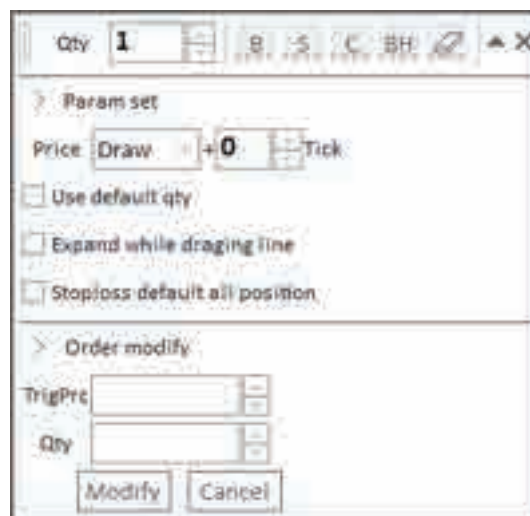 Qty 1 B S C BH
Param set
Price Draw + 0 Tick
Use default qty
Expand while draging line
Stoploss default all position
Order modify
TrigPrc
Qty
Modify Cancel